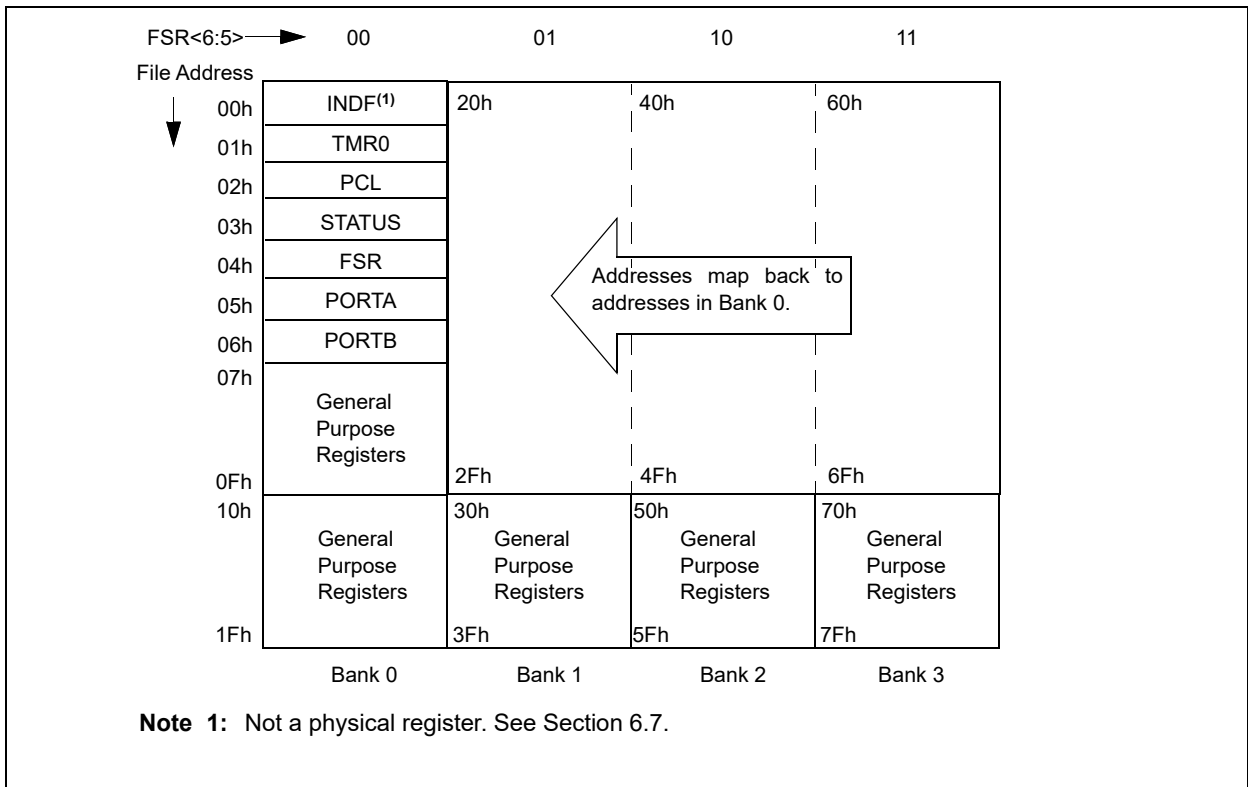 FSR<6:5> 00 01 10 11
File Address
00h INDF(1) 20h 40h 60h
01h TMR0
02h PCL
03h STATUS
04h FSR
05h PORTA
06h PORTB
07h
Addresses map back to
addresses in Bank 0.
General
Purpose
Registers
0Fh 2Fh 4Fh 6Fh
10h 30h 50h 70h
General General General General
Purpose Purpose Purpose Purpose
Registers Registers Registers Registers
1Fh 3Fh 5Fh 7Fh
Bank 0 Bank 1 Bank 2 Bank 3
Note 1: Not a physical register. See Section 6.7.